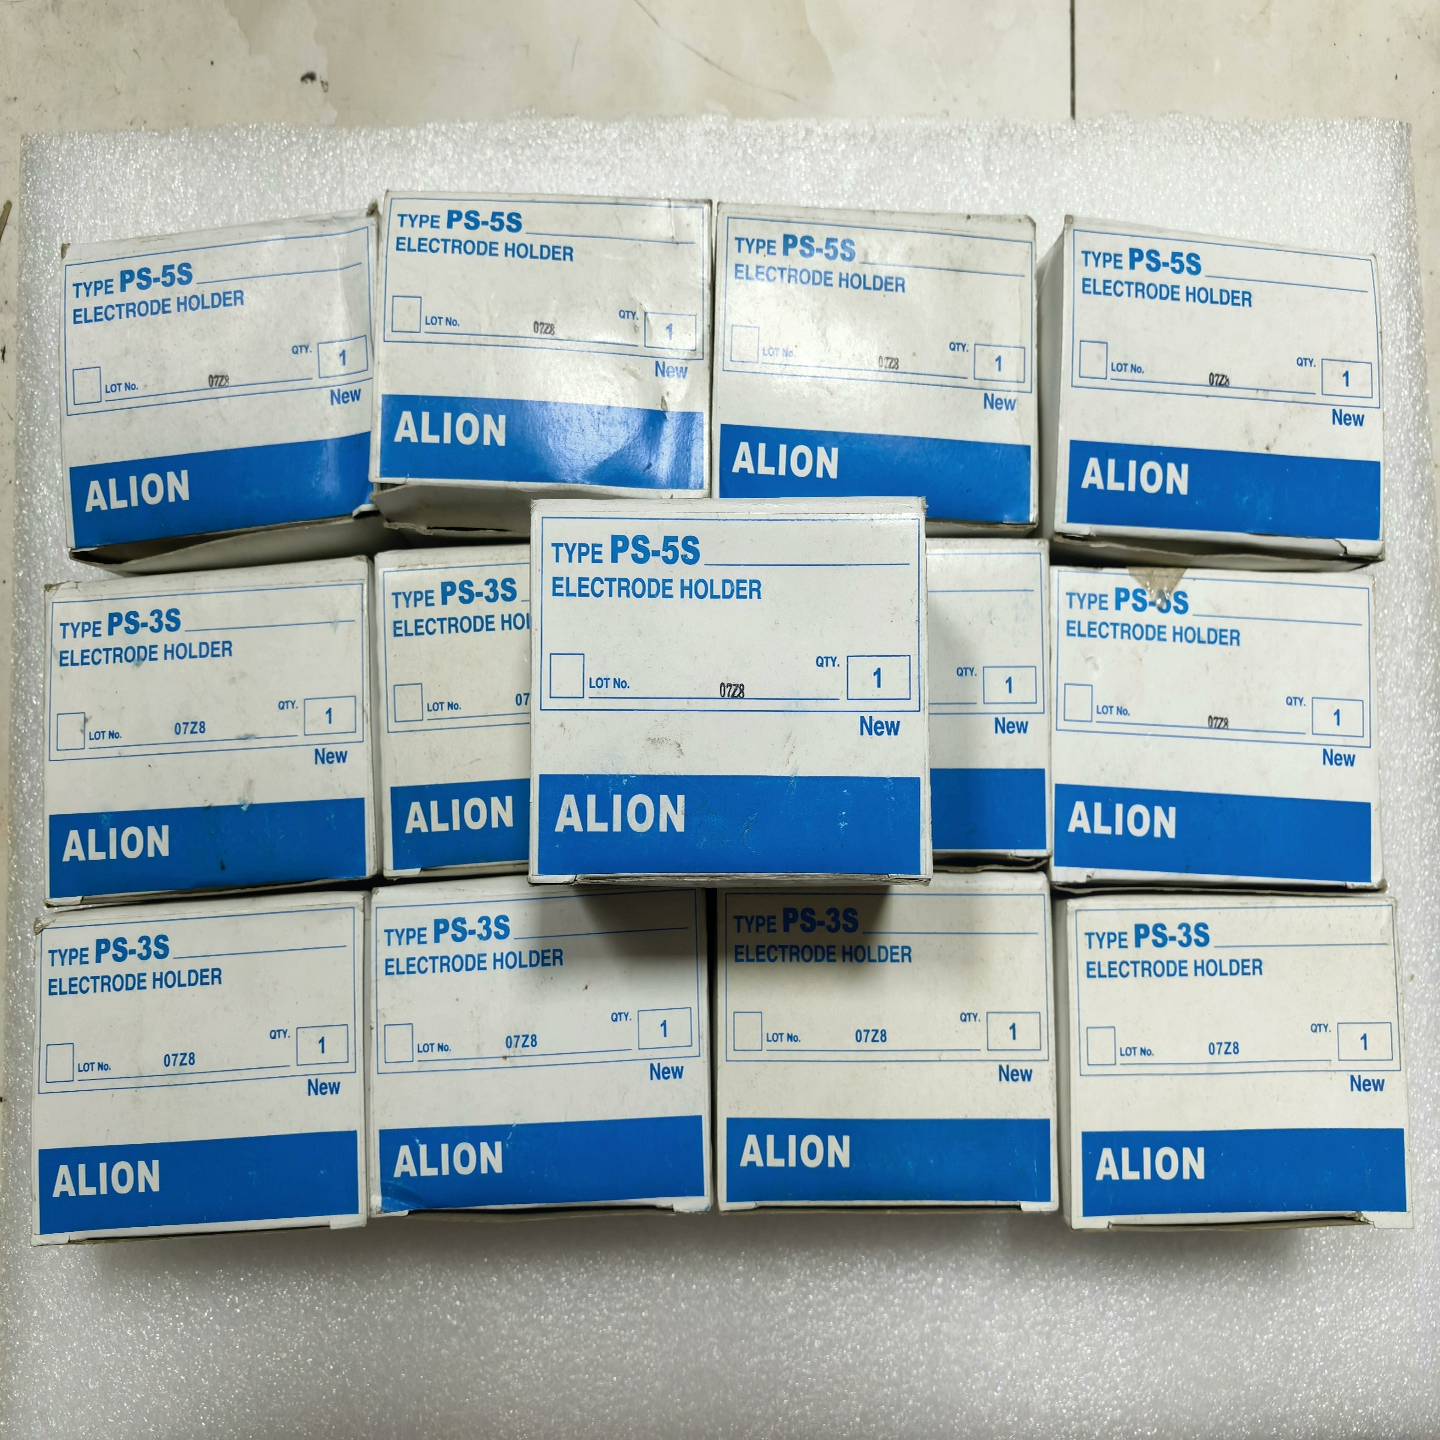 TYPE PS-5S
ELECTRODE HOLDER
QTY. 1
LOT No. 07Z8
New
ALION
TYPE PS-5S
ELECTRODE HOLDER
QTY. 1
LOT No. 07Z8
New
ALION
TYPE PS-5S
ELECTRODE HOLDER
QTY. 1
LOT No. 07Z8
New
ALION
TYPE PS-5S
ELECTRODE HOLDER
QTY. 1
LOT No. 07Z8
New
ALION
TYPE PS-3S
ELECTRODE HOLDER
QTY. 1
LOT No. 07Z8
New
ALION
TYPE PS-3S
ELECTRODE
LOT No. 07
ALION
TYPE PS-5S
ELECTRODE HOLDER
QTY. 1
LOT No. 07Z8
New
ALION
QTY. 1
New
TYPE
ELECTRODE HOLDER
QTY. 1
LOT No. 07Z8
New
ALION
TYPE PS-3S
ELECTRODE HOLDER
QTY. 1
LOT No. 07Z8
New
ALION
TYPE PS-3S
ELECTRODE HOLDER
QTY. 1
LOT No. 07Z8
New
ALION
TYPE PS-3S
ELECTRODE HOLDER
QTY. 1
LOT No. 07Z8
New
ALION
TYPE PS-3S
ELECTRODE HOLDER
QTY. 1
LOT No. 07Z8
New
ALION